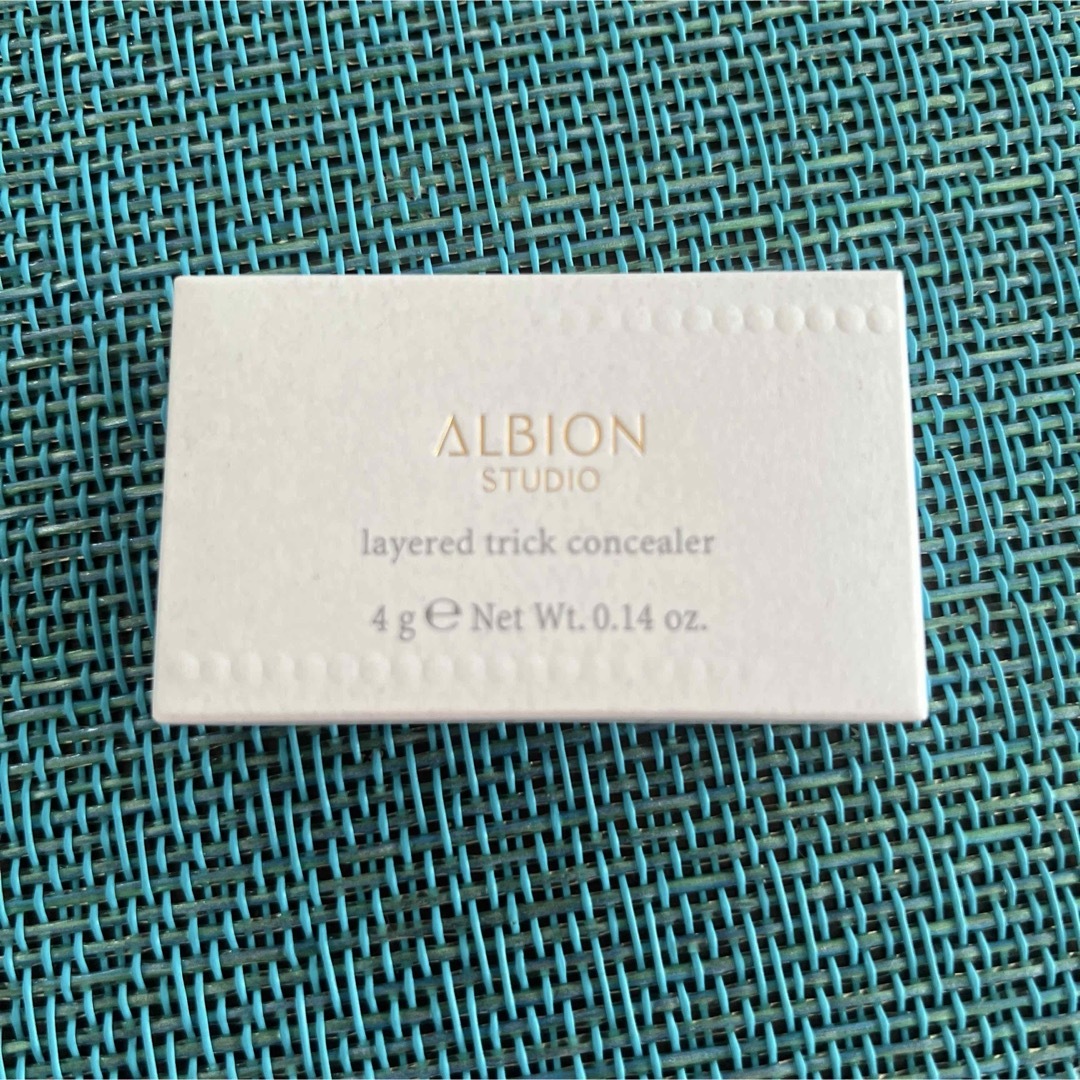 ALBION
STUDIO
layered trick concealer
4 g ℮ Net Wt. 0.14 oz.